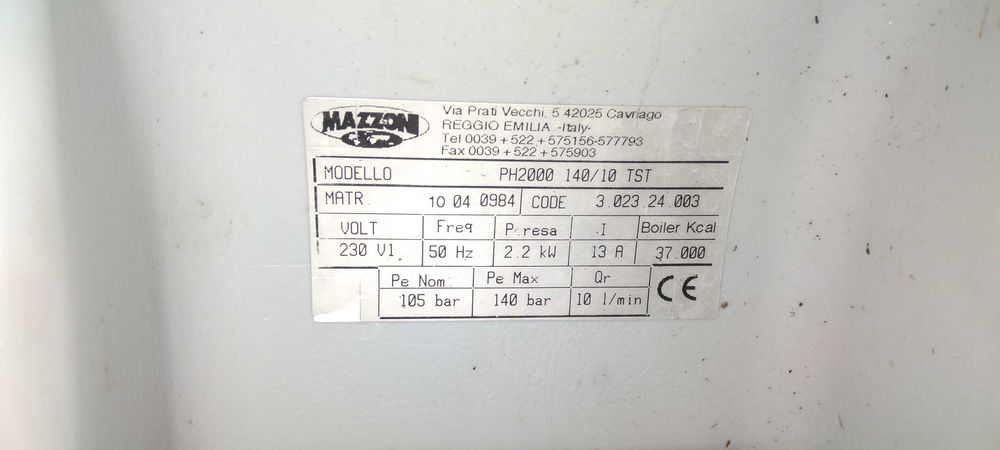 MAZZONI
Via Prati Vecchi, 5 42025 Cavriago
REGGIO EMILIA -Italy-
Tel 0039 + 522 + 575156-577793
Fax 0039 + 522 + 575903
MODELLO PH2000 140/10 TST
MATR. 10 04 0984 CODE 3.023.24.003
VOLT Freq P.resa I Boiler Kcal
230 V1. 50 Hz 2.2 kW 13 A 37.000
Pe Nom. Pe Max Qr
105 bar 140 bar 10 l/min
CE